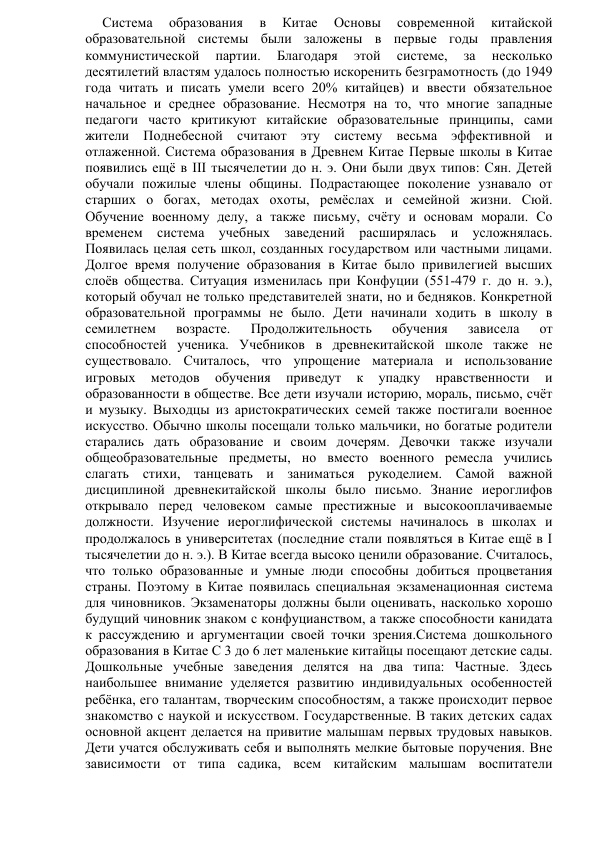 Система образования в Китае Основы современной китайской
образовательной системы были заложены в первые годы правления
коммунистической партии. Благодаря этой системе, за несколько
десятилетий властям удалось полностью искоренить безграмотность (до 1949
года читать и писать умели всего 20% китайцев) и ввести обязательное
начальное и среднее образование. Несмотря на то, что многие западные
педагоги часто критикуют китайские образовательные принципы, сами
жители Поднебесной считают эту систему весьма эффективной и
отлаженной. Система образования в Древнем Китае Первые школы в Китае
появились ещё в III тысячелетии до н. э. Они были двух типов: Сян. Детей
обучали пожилые члены общины. Подрастающее поколение узнавало от
старших о богах, методах охоты, ремёслах и семейной жизни. Сюй.
Обучение военному делу, а также письму, счёту и основам морали. Со
временем система учебных заведений расширялась и усложнялась.
Появилась целая сеть школ, созданных государством или частными лицами.
Долгое время получение образования в Китае было привилегией высших
слоёв общества. Ситуация изменилась при Конфуции (551-479 г. до н. э.),
который обучал не только представителей знати, но и бедняков. Конкретной
образовательной программы не было. Дети начинали ходить в школу в
семилетнем возрасте. Продолжительность обучения зависела от
способностей ученика. Учебников в древнекитайской школе также не
существовало. Считалось, что упрощение материала и использование
игровых методов обучения приведут к упадку нравственности и
образованности в обществе. Все дети изучали историю, мораль, письмо, счёт
и музыку. Выходцы из аристократических семей также постигали военное
искусство. Обычно школы посещали только мальчики, но богатые родители
старались дать образование и своим дочерям. Девочки также изучали
общеобразовательные предметы, но вместо военного ремесла учились
слагать стихи, танцевать и заниматься рукоделием. Самой важной
дисциплиной древнекитайской школы было письмо. Знание иероглифов
открывало перед человеком самые престижные и высокооплачиваемые
должности. Изучение иероглифической системы начиналось в школах и
продолжалось в университетах (последние стали появляться в Китае ещё в I
тысячелетии до н. э.). В Китае всегда высоко ценили образование. Считалось,
что только образованные и умные люди способны добиться процветания
страны. Поэтому в Китае появилась специальная экзаменационная система
для чиновников. Экзаменаторы должны были оценивать, насколько хорошо
будущий чиновник знаком с конфуцианством, а также способности канидата
к рассуждению и аргументации своей точки зрения.Система дошкольного
образования в Китае С 3 до 6 лет маленькие китайцы посещают детские сады.
Дошкольные учебные заведения делятся на два типа: Частные. Здесь
наибольшее внимание уделяется развитию индивидуальных особенностей
ребёнка, его талантам, творческим способностям, а также происходит первое
знакомство с наукой и искусством. Государственные. В таких детских садах
основной акцент делается на привитие малышам первых трудовых навыков.
Дети учатся обслуживать себя и выполнять мелкие бытовые поручения. Вне
зависимости от типа садика, всем китайским малышам воспитатели